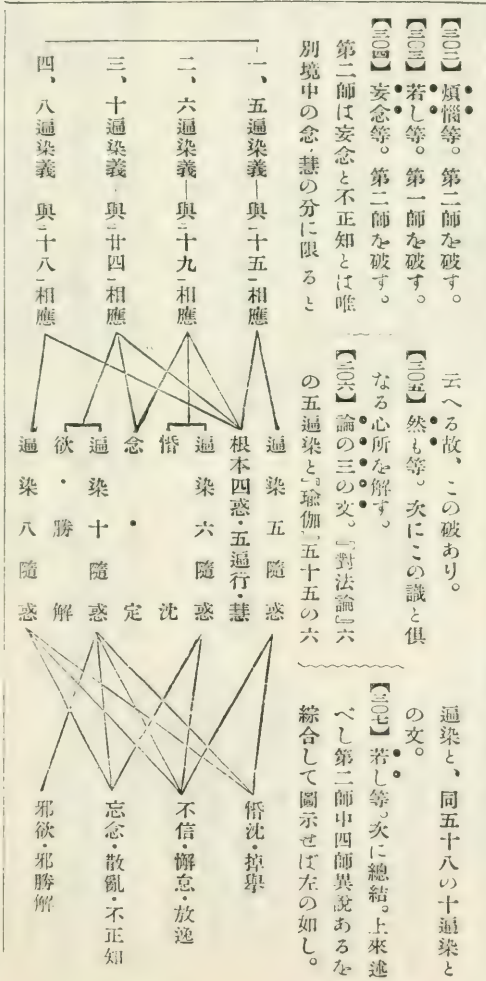 【三〇二】煩惱等。第二師を破す。
【三〇三】若し等。第一師を破す。
【三〇四】妄念等。第二師を破す。
第二師は妄念と不正知とは唯
別境中の念・慧の分に限ると
云へる故、この破あり。
【三〇五】然も等。次にこの識と俱
なる心所を解す。
【三〇六】論の三の文。『對法論』六
の五遍染と『瑜伽』五十五の六
遍染と、同五十八の十遍染と
の文。
【三〇七】若し等。次に總結。上來述
べし第二師中四師異說あるを
綜合して圖示せば左の如し。
一、五遍染義―與二十五一相應
二、六遍染義―與二十九一相應
三、十遍染義・與二廿四一相應
四、八遍染義 與二十八一相應
遍染五隨惑
根本四惑・五遍行・慧
遍染六隨惑
惛沈
念・定
遍染十隨惑
欲・勝解
遍染八隨惑
惛沈・掉擧
不信・懈怠・放逸
忘念・散亂・不正知
邪欲・邪勝解